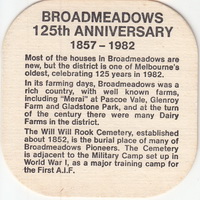 BROADMEADOWS
125th ANNIVERSARY
1857 - 1982
Most of the houses in Broadmeadows are
new, but the district is one of Melbourne's
oldest, celebrating 125 years in 1982.
In its farming days, Broadmeadows was a
rich country, with well known farms,
including "Merai" at Pascoe Vale, Glenroy
Farm and Gladstone Park, and at the turn
of the century there were many Dairy
Farms in the district.
The Will Will Rook Cemetery, established
about 1852, is the burial place of many of
Broadmeadows Pioneers. The Cemetery
is adjacent to the Military Camp set up in
World War I, as a major training camp for
the First A.I.F.